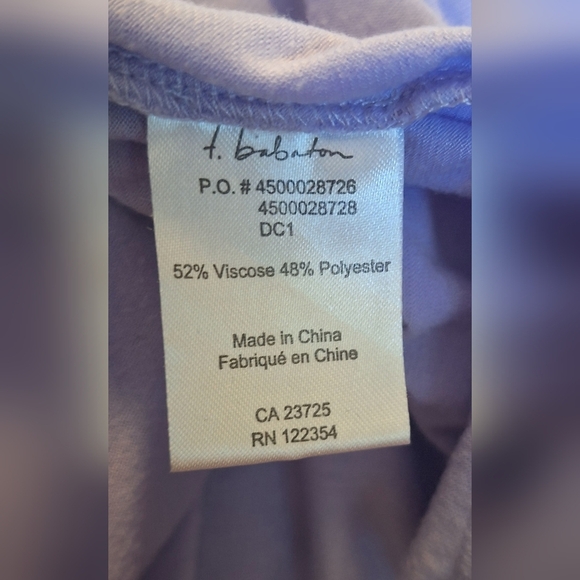 t. babaton
P.O. # 4500028726
4500028728
DC1
52% Viscose 48% Polyester
Made in China
Fabriqué en Chine
CA 23725
RN 122354